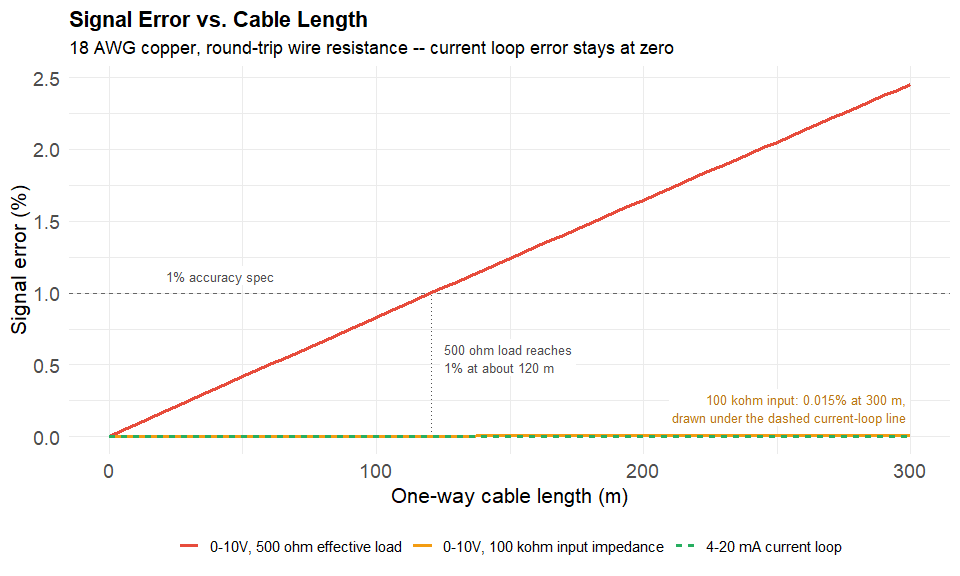 Signal Error vs. Cable Length
18 AWG copper, round-trip wire resistance -- current loop error stays at zero
Signal error (%)
2.5
2.0
1.5
1.0
0.5
0.0
1% accuracy spec
500 ohm load reaches
1% at about 120 m
100 kohm input: 0.015% at 300 m,
drawn under the dashed current-loop line
0
100
200
300
One-way cable length (m)
0-10V, 500 ohm effective load
0-10V, 100 kohm input impedance
4-20 mA current loop